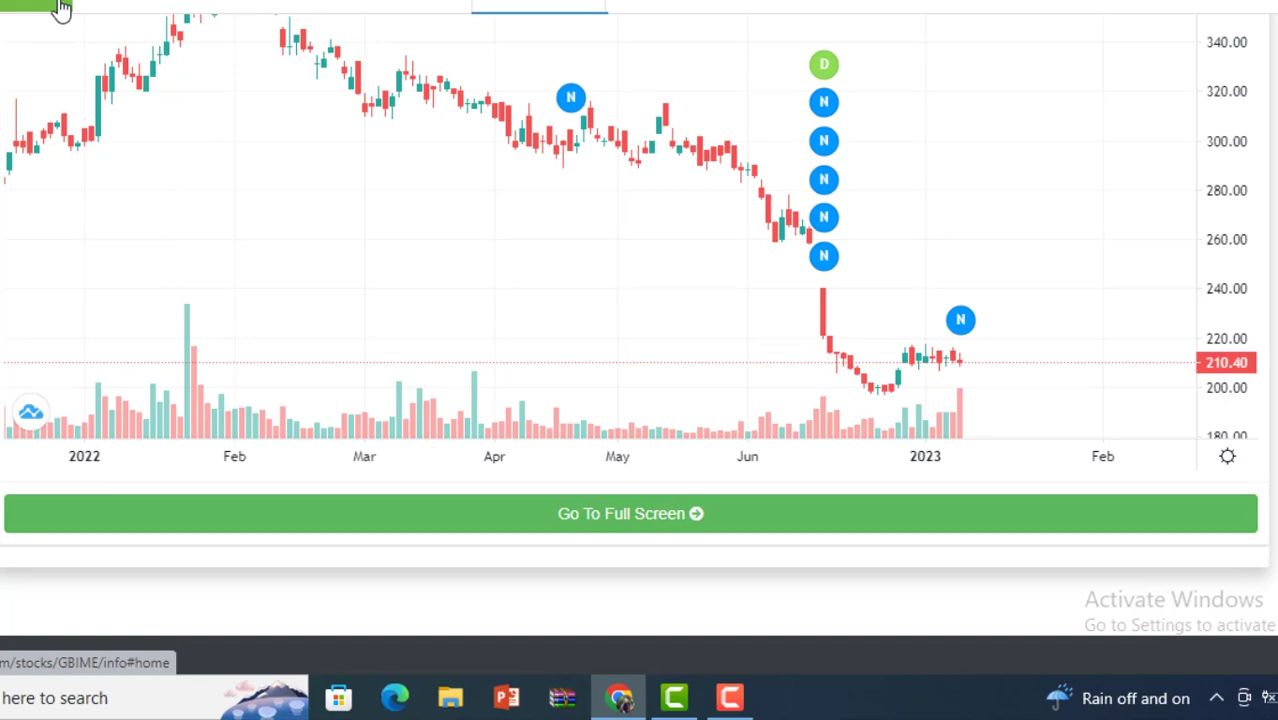 340.00
D
N
N
320.00
N
300.00
N
280.00
N
260.00
N
240.00
N
220.00
210.40
200.00
180.00
2022 Feb Mar Apr May Jun 2023 Feb
Go To Full Screen
Activate Windows
Go to Settings to activate
m/stocks/GBIME/info#home
here to search
Rain off and on